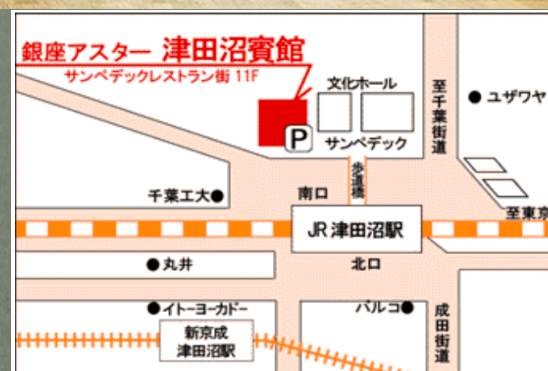 銀座アスター 津田沼賓館
サンペデックレストラン街 11F
文化ホール
至千葉街道
ユザワヤ
P
サンペデック
歩道橋
千葉工大
南口
至東京
JR津田沼駅
丸井
北口
イトーヨーカドー
パルコ
成田街道
新京成
津田沼駅